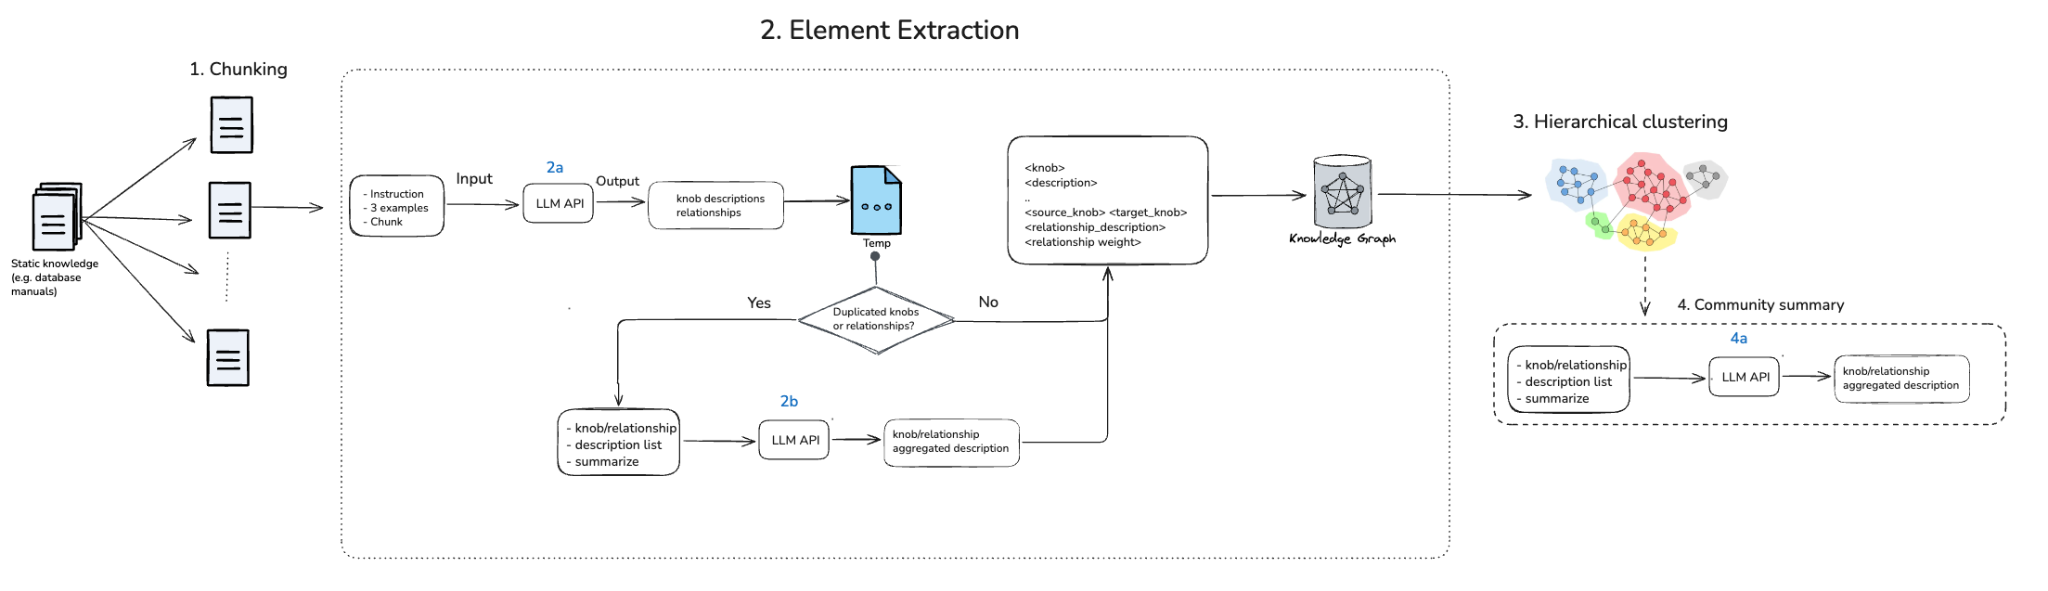 2. Element Extraction
1. Chunking
Static knowledge
(e.g. database
manuals)
- Instruction
- 3 examples
- Chunk
Input
2a
LLM API
Output
knob descriptions
relationships
Temp
Duplicated knobs
or relationships?
Yes
No
- knob/relationship
- description list
- summarize
2b
LLM API
knob/relationship
aggregated description
<knob>
<description>
..
<source_knob> <target_knob>
<relationship_description>
<relationship weight>
Knowledge Graph
3. Hierarchical clustering
4. Community summary
- knob/relationship
- description list
- summarize
4a
LLM API
knob/relationship
aggregated description